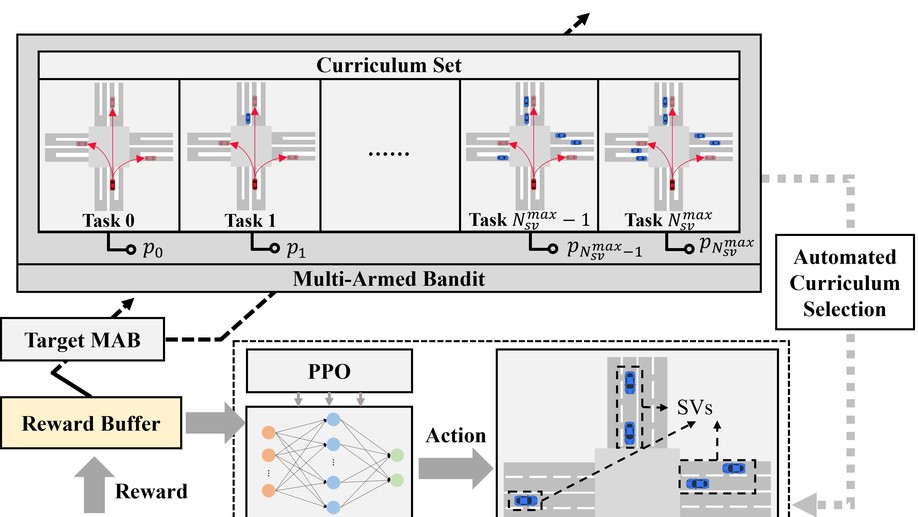 Curriculum Set
......
Task 0
Task 1
Task $N_{sv}^{max} - 1$
Task $N_{sv}^{max}$
$p_0$
$p_1$
$p_{N_{sv}^{max}-1}$
$p_{N_{sv}^{max}}$
Multi-Armed Bandit
Automated
Curriculum
Selection
Target MAB
PPO
Reward Buffer
Action
SVs
Reward